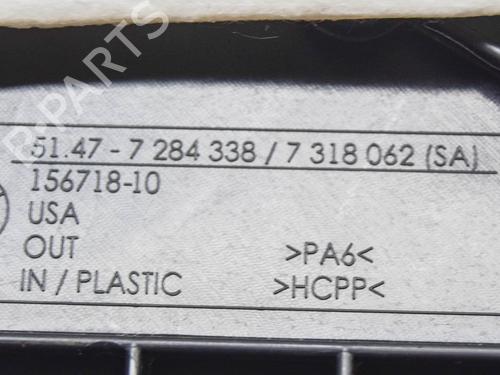 51.47 - 7 284 338 / 7 318 062 (SA)
156718-10
USA
OUT >PA6<
IN / PLASTIC >HCPP<
B-PARTS